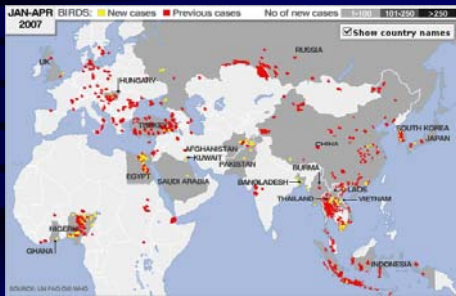 JAN-APR 2007
BIRDS: New cases Previous cases No of new cases 1-100 101-250 >250
Show country names
RUSSIA
UK
HUNGARY
SOUTH KOREA
JAPAN
AFGHANISTAN
CHINA
KUWAIT
PAKISTAN
BURMA
EGYPT
SAUDI ARABIA
BANGLADESH
LAOS
THAILAND
VIETNAM
NIGERIA
GHANA
INDONESIA
SOURCE: UN FAO/OIE/WHO